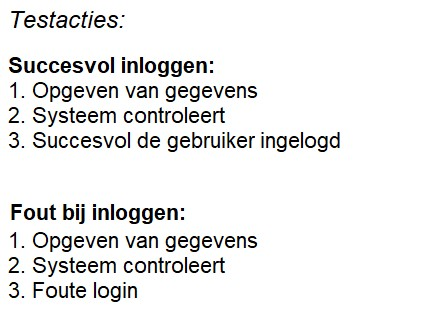 Testacties:
Succesvol inloggen:
1. Opgeven van gegevens
2. Systeem controleert
3. Succesvol de gebruiker ingelogd
Fout bij inloggen:
1. Opgeven van gegevens
2. Systeem controleert
3. Foute login